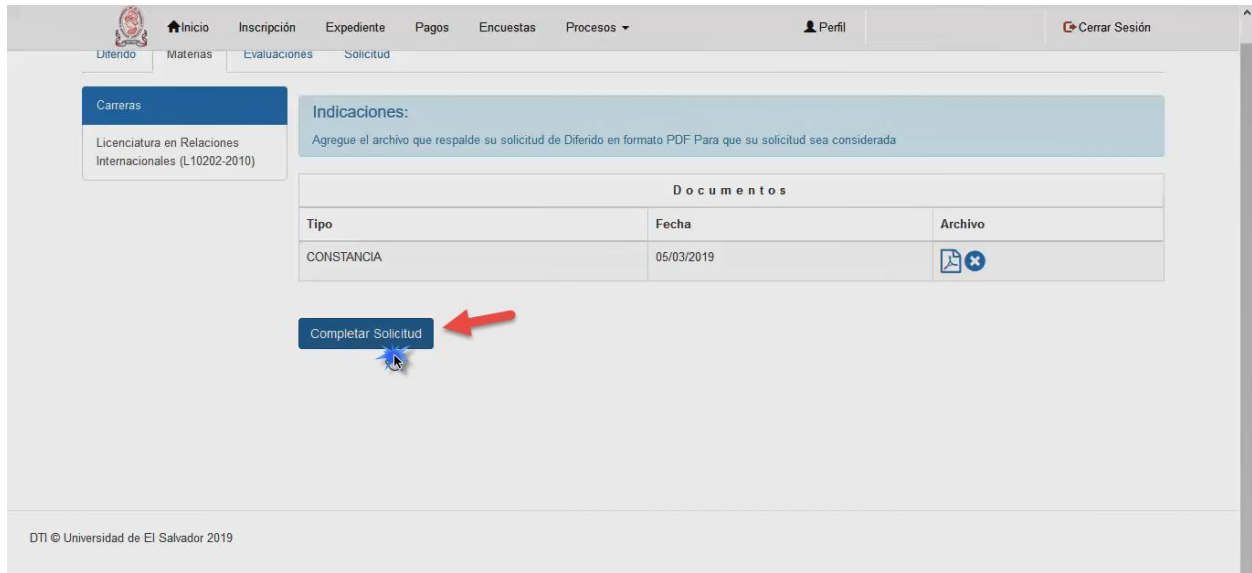 Inicio Inscripción Expediente Pagos Encuestas Procesos Perfil Cerrar Sesión
Diferido Materias Evaluaciones Solicitud
Carreras
Licenciatura en Relaciones
Internacionales (L10202-2010)
Indicaciones:
Agregue el archivo que respalde su solicitud de Diferido en formato PDF Para que su solicitud sea considerada
Documentos
Tipo Fecha Archivo
CONSTANCIA 05/03/2019
Completar Solicitud
DTI © Universidad de El Salvador 2019